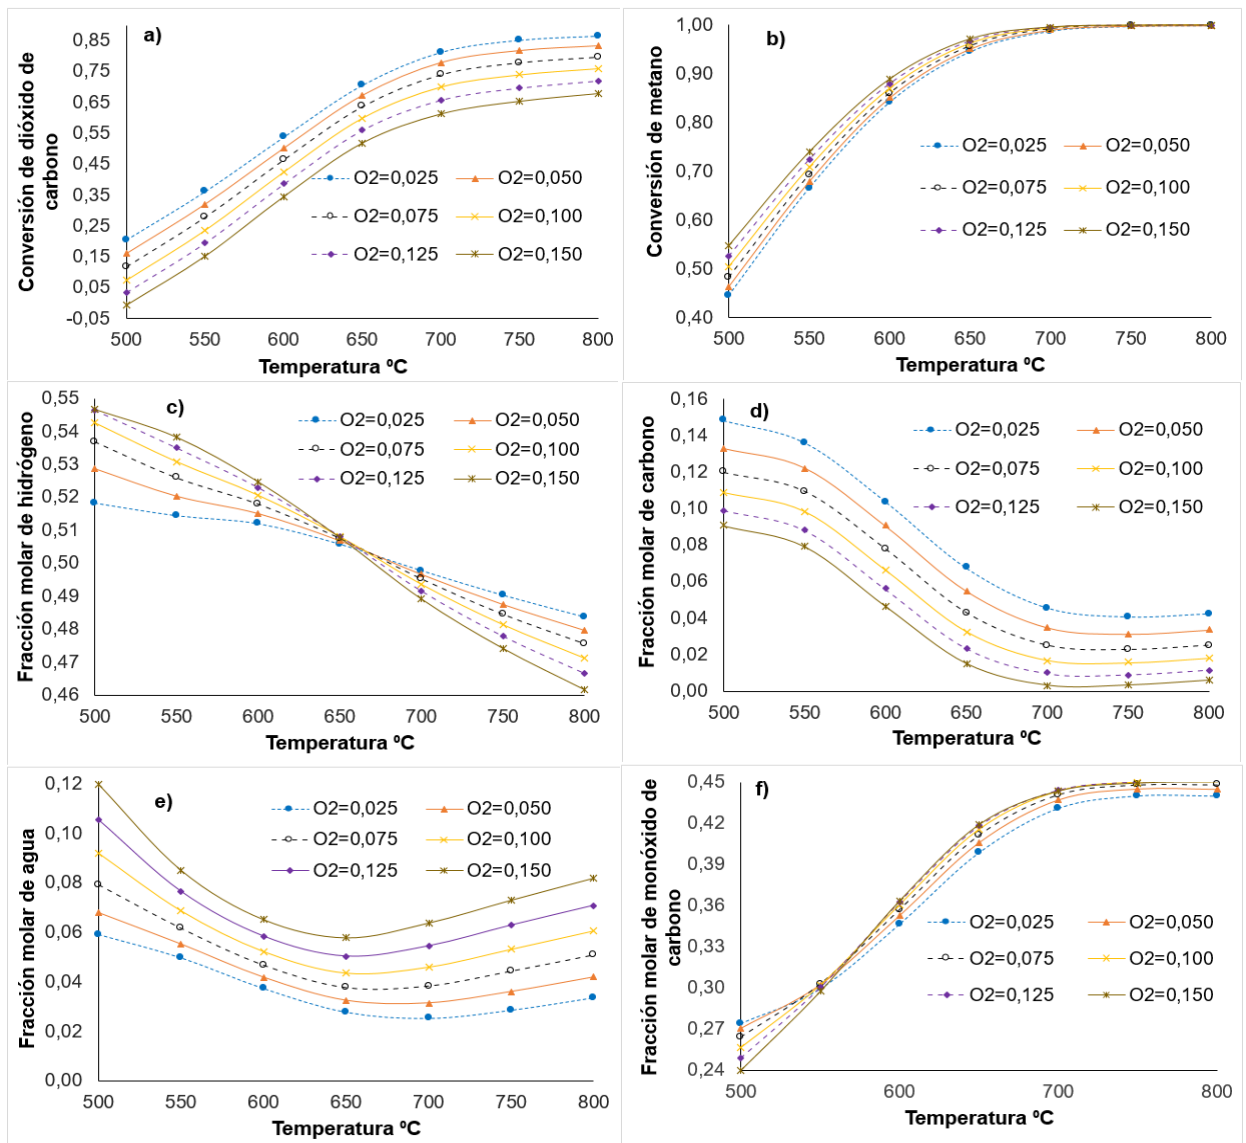 a)
Conversión de dióxido de
carbono
0,85
0,75
0,65
0,55
0,45
0,35
0,25
0,15
0,05
-0,05
O2=0,025 O2=0,050
O2=0,075 O2=0,100
O2=0,125 O2=0,150
500 550 600 650 700 750 800
Temperatura ºC
b)
Conversión de metano
1,00
0,90
0,80
0,70
0,60
0,50
0,40
O2=0,025 O2=0,050
O2=0,075 O2=0,100
O2=0,125 O2=0,150
500 550 600 650 700 750 800
Temperatura ºC
c)
Fracción molar de hidrógeno
0,55
0,54
0,53
0,52
0,51
0,50
0,49
0,48
0,47
0,46
O2=0,025 O2=0,050
O2=0,075 O2=0,100
O2=0,125 O2=0,150
500 550 600 650 700 750 800
Temperatura ºC
d)
Fracción molar de carbono
0,16
0,14
0,12
0,10
0,08
0,06
0,04
0,02
0,00
O2=0,025 O2=0,050
O2=0,075 O2=0,100
O2=0,125 O2=0,150
500 550 600 650 700 750 800
Temperatura ºC
e)
Fracción molar de agua
0,12
0,10
0,08
0,06
0,04
0,02
0,00
O2=0,025 O2=0,050
O2=0,075 O2=0,100
O2=0,125 O2=0,150
500 550 600 650 700 750 800
Temperatura ºC
f)
Fracción molar de monóxido de
carbono
0,45
0,42
0,39
0,36
0,33
0,30
0,27
0,24
O2=0,025 O2=0,050
O2=0,075 O2=0,100
O2=0,125 O2=0,150
500 600 700 800
Temperatura ºC